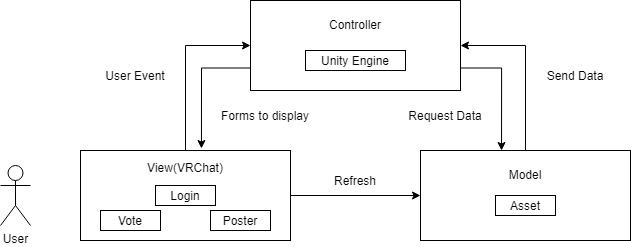 Controller
Unity Engine
User Event
Send Data
Forms to display
Request Data
View(VRChat)
Login
Vote
Poster
Refresh
Model
Asset
User